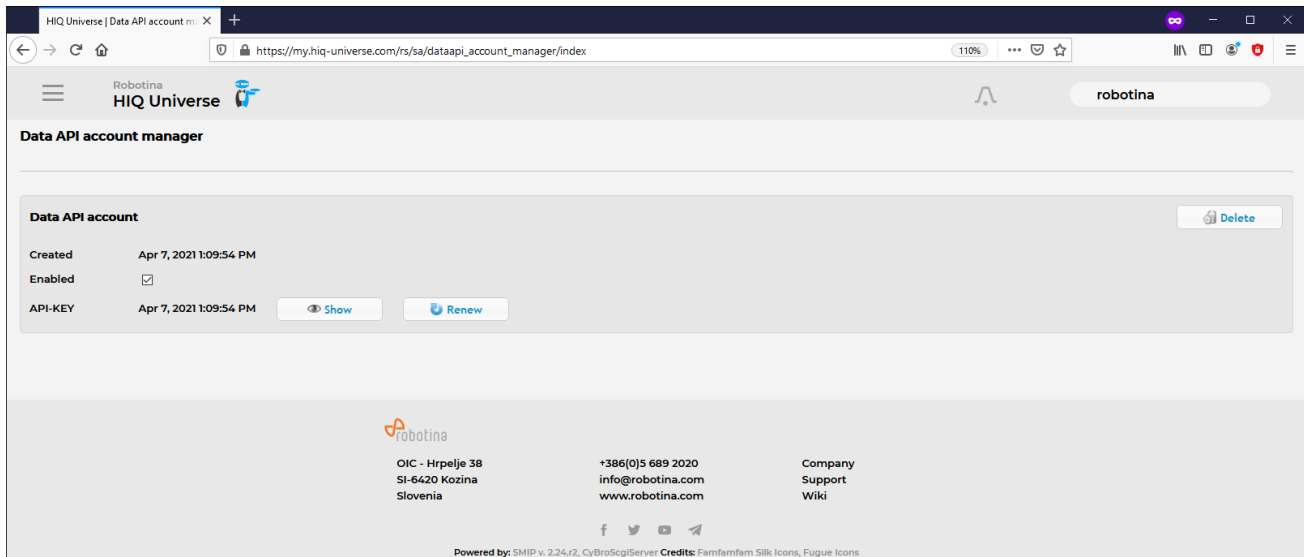 HIQ Universe | Data API account m
https://my.hiq-universe.com/rs/sa/dataapi_account_manager/index
110%
Robotina
HIQ Universe
robotina
Data API account manager
Data API account
Delete
Created Apr 7, 2021 1:09:54 PM
Enabled
API-KEY Apr 7, 2021 1:09:54 PM Show Renew
robotina
OIC - Hrpelje 38 +386(0)5 689 2020 Company
SI-6420 Kozina info@robotina.com Support
Slovenia www.robotina.com Wiki
Powered by: SMIP v. 2.24.r2, CyBroScgiServer Credits: Famfamfam Silk Icons, Fugue Icons